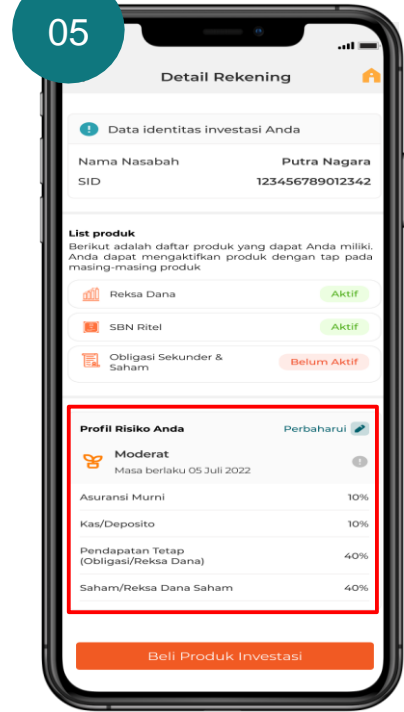 05
Detail Rekening
Data identitas investasi Anda
Nama Nasabah Putra Nagara
SID 123456789012342
List produk
Berikut adalah daftar produk yang dapat Anda miliki.
Anda dapat mengaktifkan produk dengan tap pada
masing-masing produk
Reksa Dana Aktif
SBN Ritel Aktif
Obligasi Sekunder &
Saham Belum Aktif
Profil Risiko Anda Perbaharui
Moderat
Masa berlaku 05 Juli 2022
Asuransi Murni 10%
Kas/Deposito 10%
Pendapatan Tetap
(Obligasi/Reksa Dana) 40%
Saham/Reksa Dana Saham 40%
Beli Produk Investasi